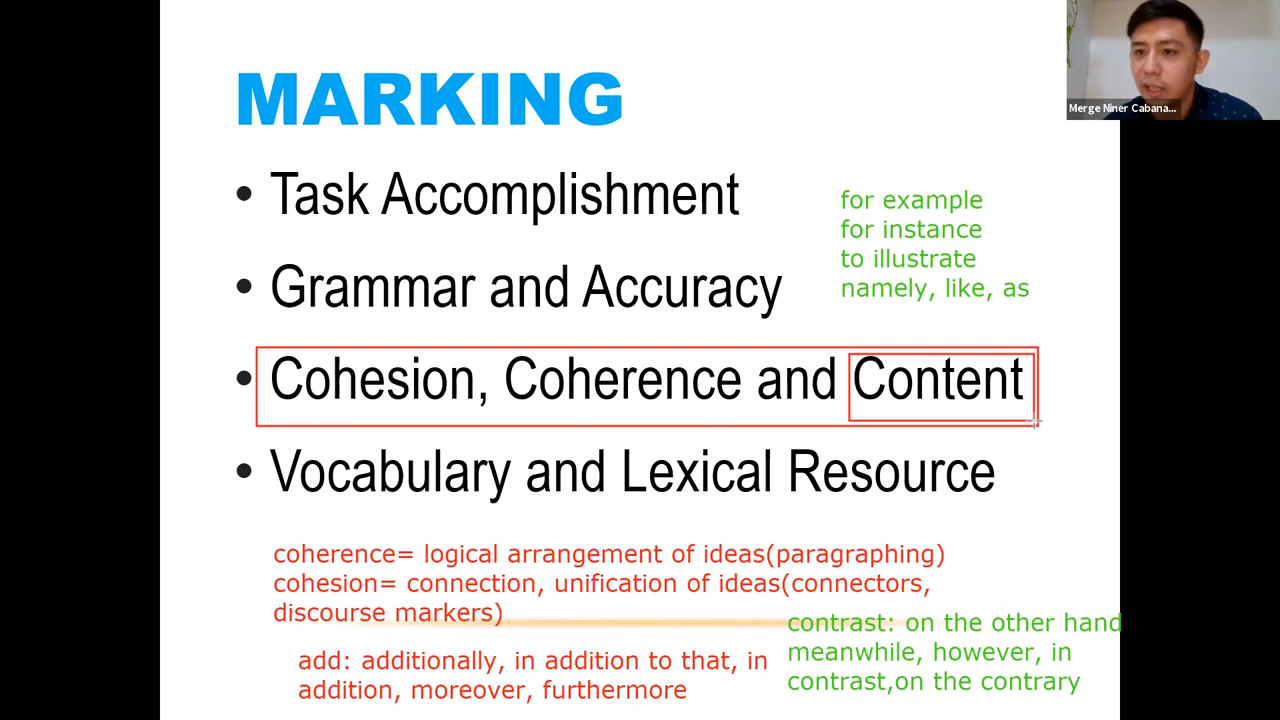 MARKING
Merge Niner Cabana...
• Task Accomplishment
for example
for instance
to illustrate
namely, like, as
• Grammar and Accuracy
• Cohesion, Coherence and Content
• Vocabulary and Lexical Resource
coherence= logical arrangement of ideas(paragraphing)
cohesion= connection, unification of ideas(connectors,
discourse markers)
add: additionally, in addition to that, in
addition, moreover, furthermore
contrast: on the other hand
meanwhile, however, in
contrast,on the contrary